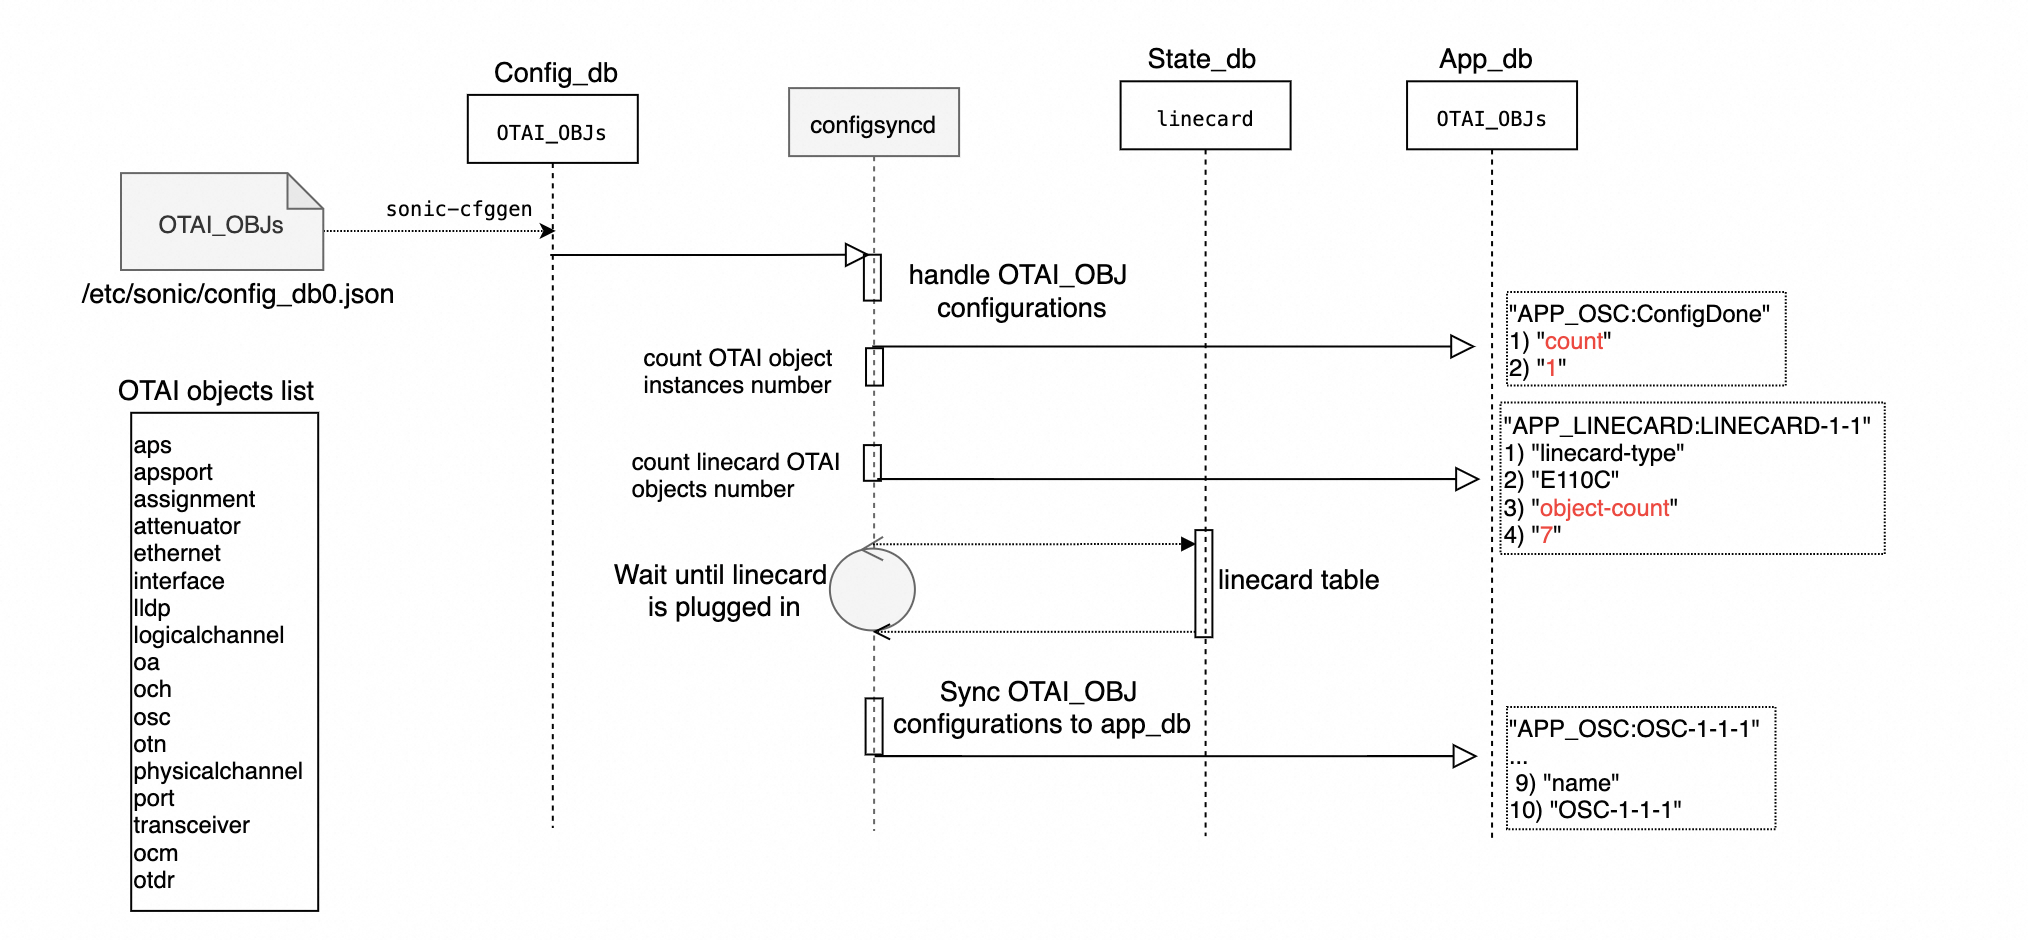 Config_db
OTAI_OBJs
configsyncd
State_db
linecard
App_db
OTAI_OBJs
OTAI_OBJs
/etc/sonic/config_db0.json
sonic-cfggen
handle OTAI_OBJ
configurations
count OTAI object
instances number
"APP_OSC:ConfigDone"
1) "count"
2) "1"
count linecard OTAI
objects number
"APP_LINECARD:LINECARD-1-1"
1) "linecard-type"
2) "E110C"
3) "object-count"
4) "7"
Wait until linecard
is plugged in
linecard table
Sync OTAI_OBJ
configurations to app_db
"APP_OSC:OSC-1-1-1"
...
9) "name"
10) "OSC-1-1-1"
OTAI objects list
aps
apsport
assignment
attenuator
ethernet
interface
lldp
logicalchannel
oa
och
osc
otn
physicalchannel
port
transceiver
ocm
otdr